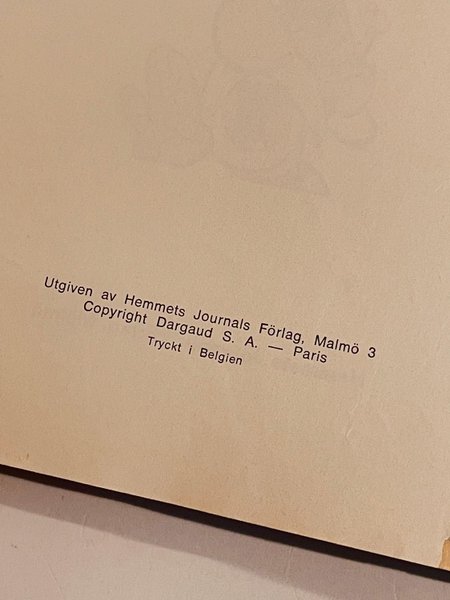 Utgiven av Hemmets Journals Förlag, Malmö 3
Copyright Dargaud S. A. — Paris
Tryckt i Belgien